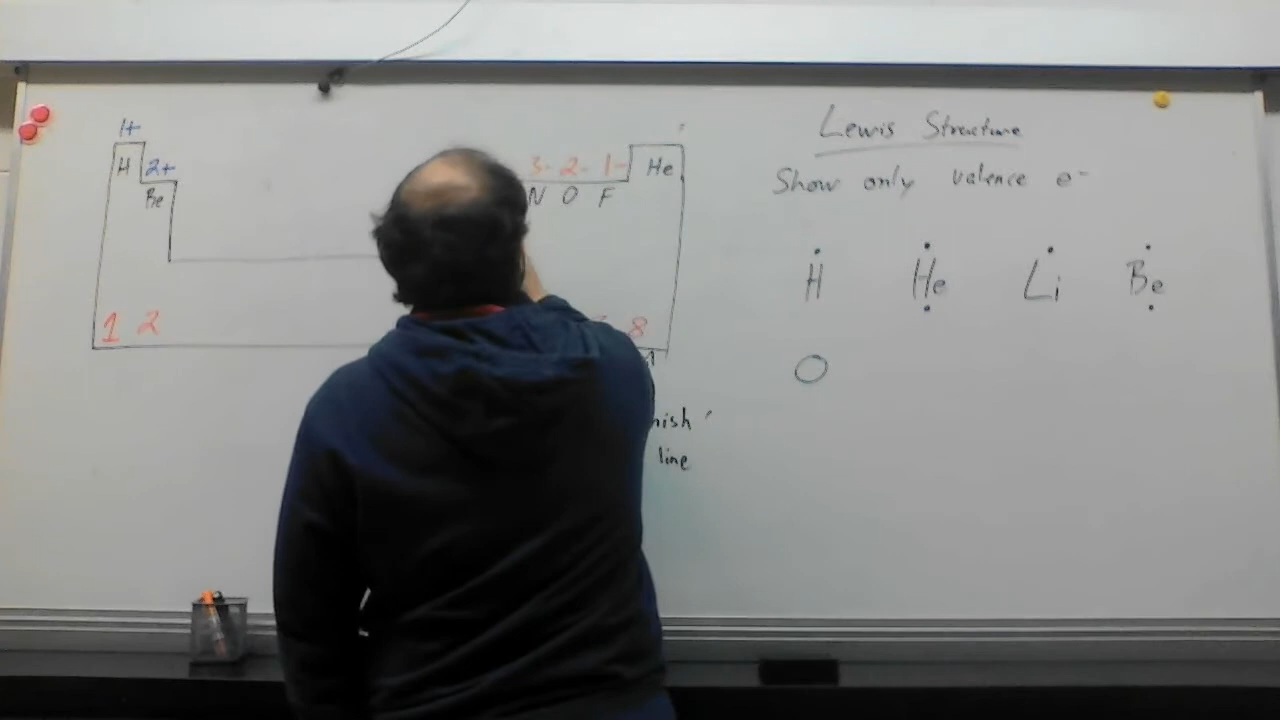 1+
H 2+
Be
3- 2- 1- He
N O F
1 2
8
nish
line
Lewis Structure
Show only valence e-
H He Li Be
O